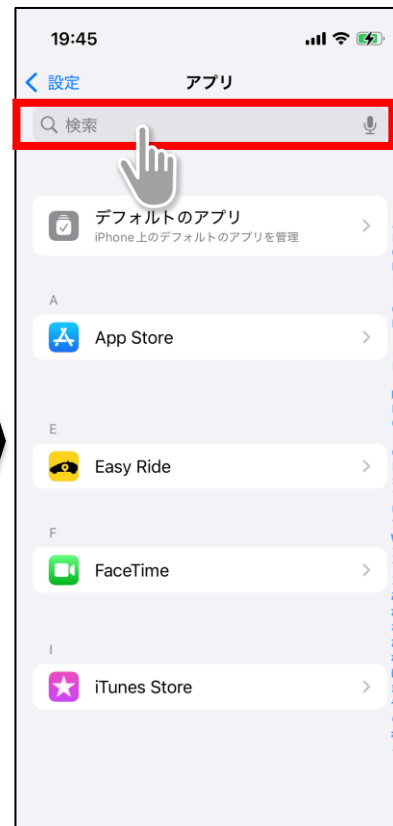 19:45
設定
アプリ
検索
デフォルトのアプリ
iPhone上のデフォルトのアプリを管理
A
App Store
E
Easy Ride
F
FaceTime
I
iTunes Store